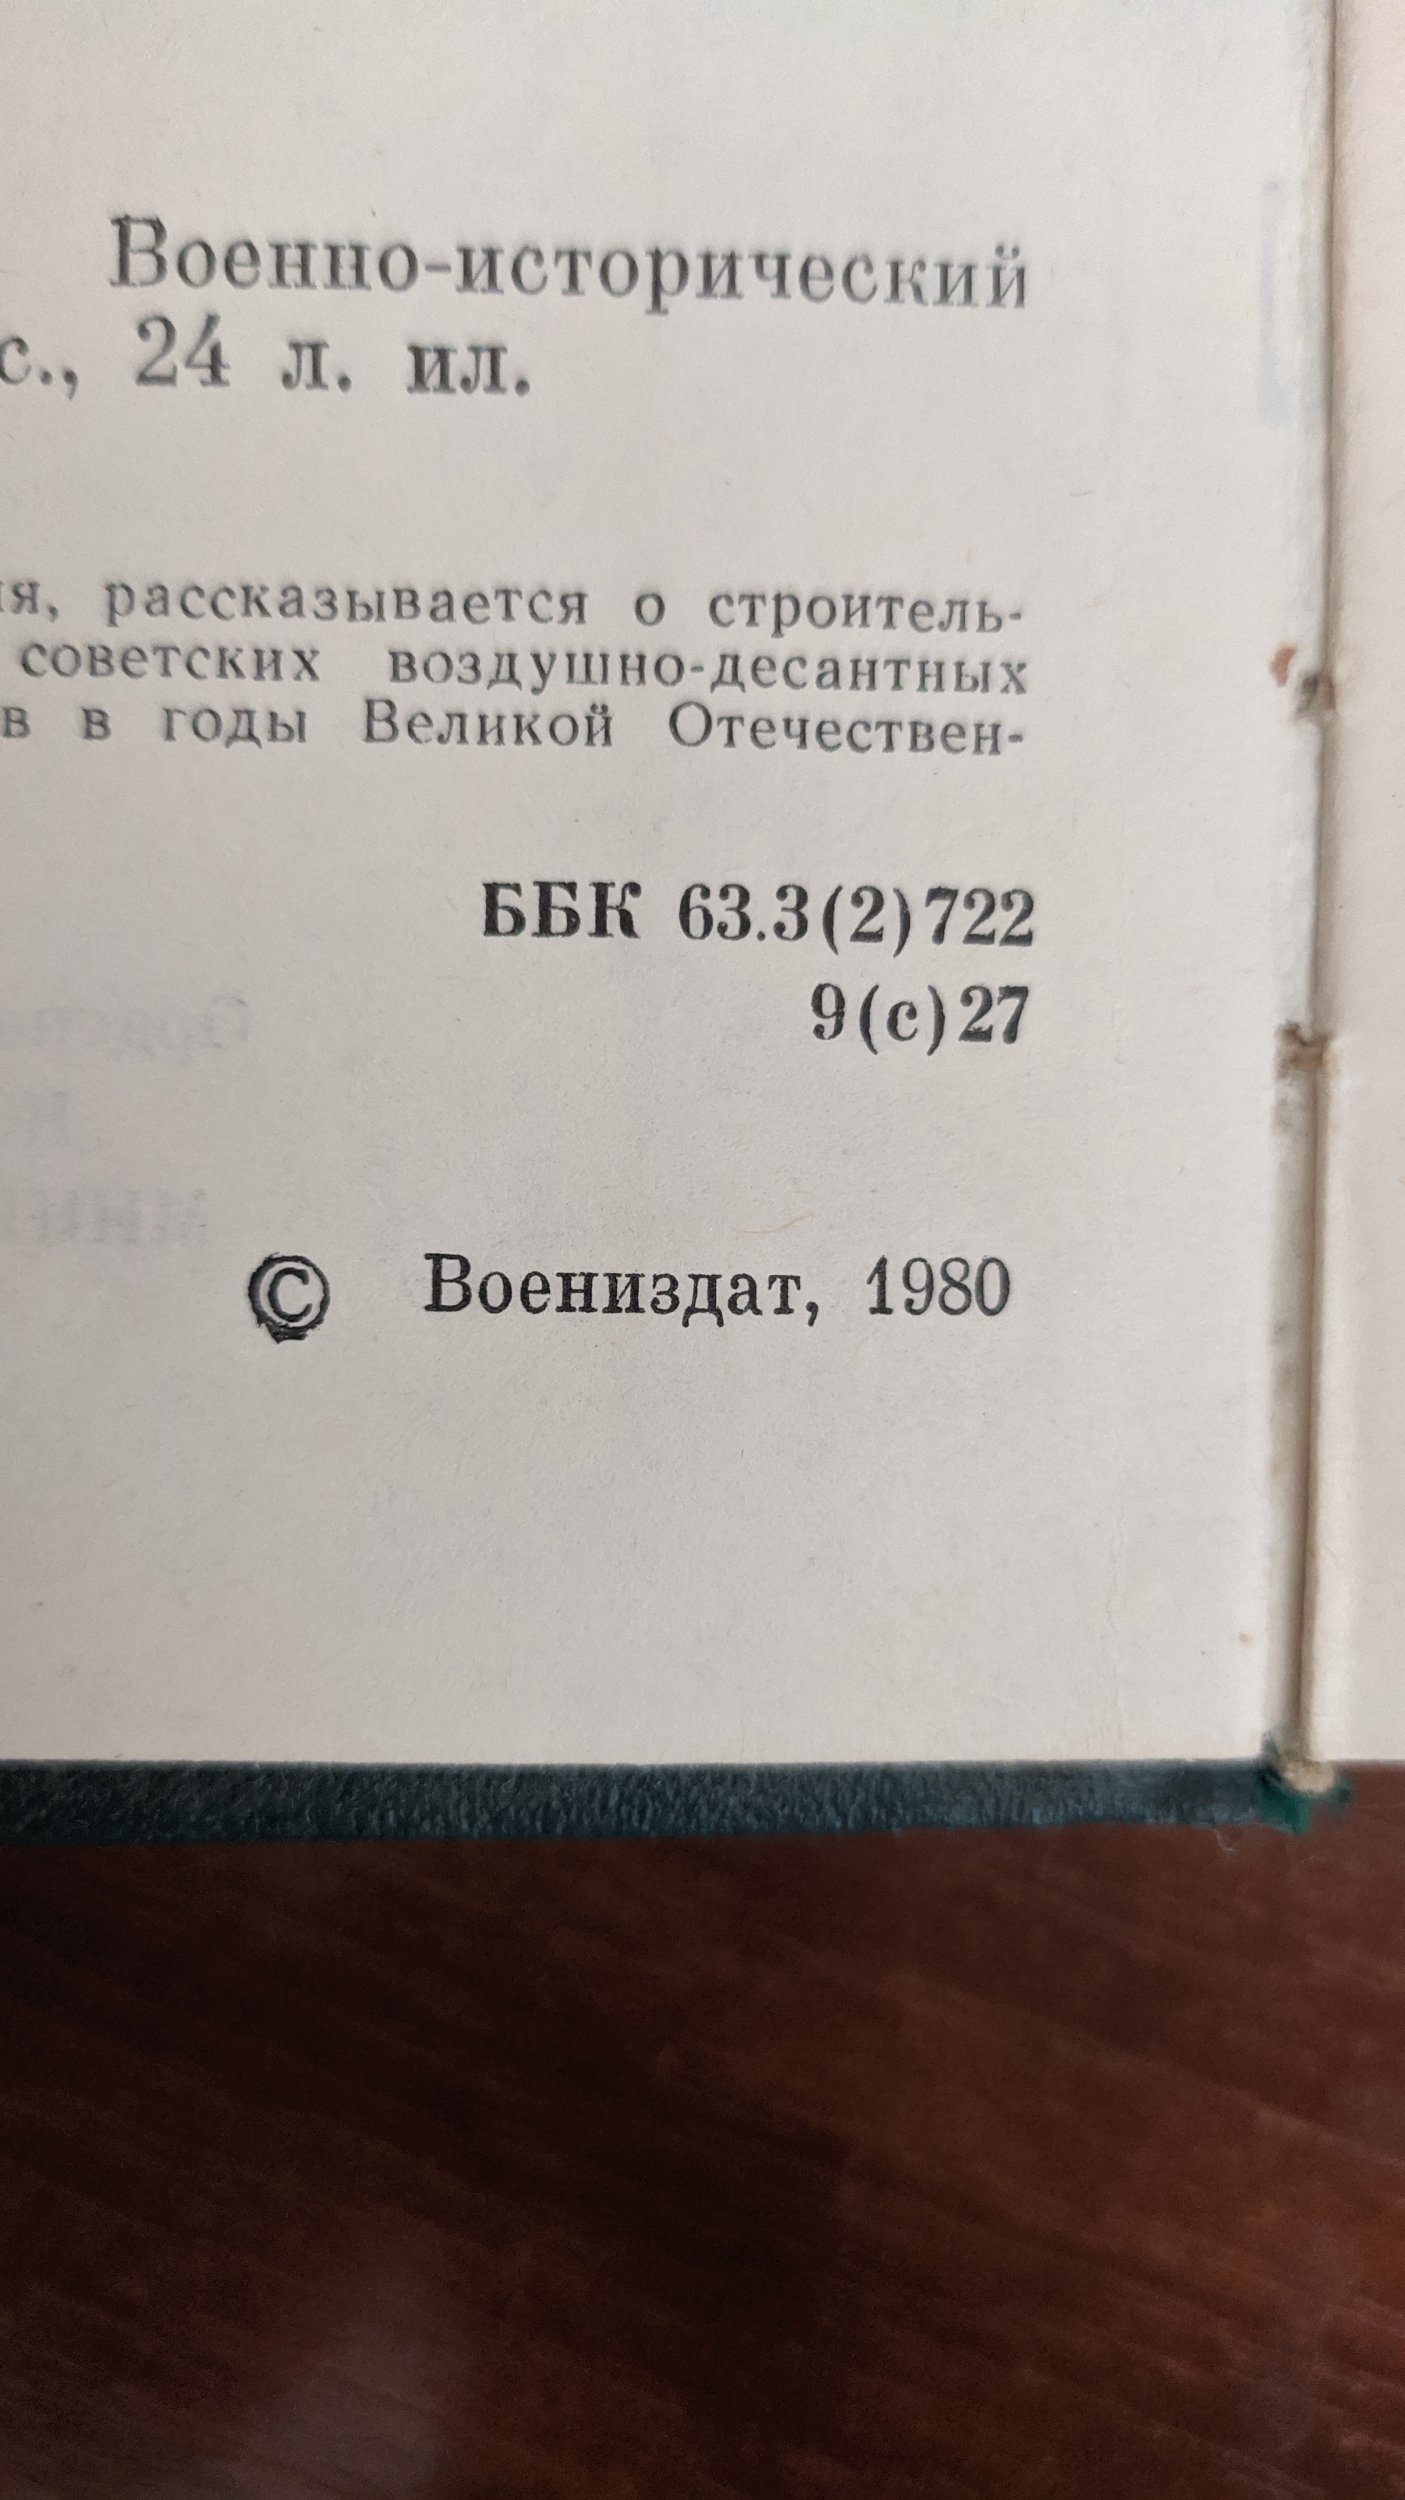 Военно-исторический
с., 24 л. ил.
рассказывается о строитель-
советских воздушно-десантных
в в годы Великой Отечествен-
ББК 63.3(2)722
9(с)27
© Воениздат, 1980